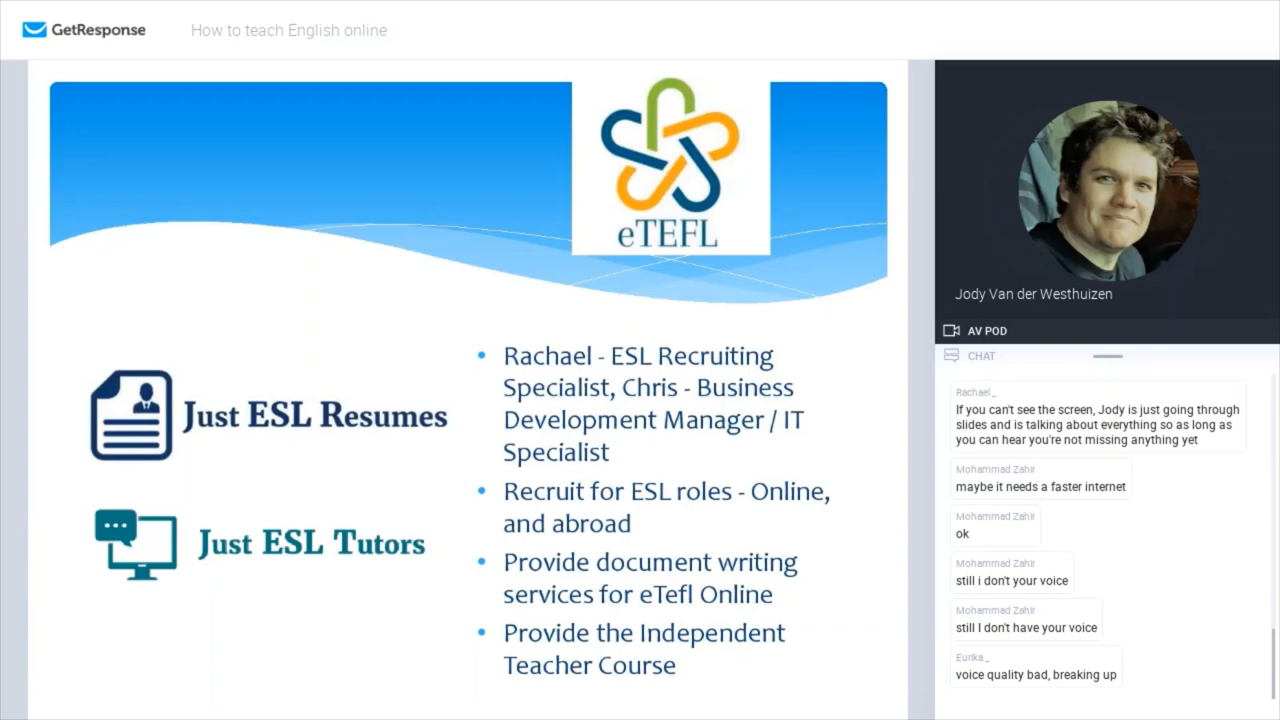 GetResponse
How to teach English online
eTEFL
Just ESL Resumes
Just ESL Tutors
• Rachael - ESL Recruiting
Specialist, Chris - Business
Development Manager / IT
Specialist
• Recruit for ESL roles - Online,
and abroad
• Provide document writing
services for eTefl Online
• Provide the Independent
Teacher Course
Jody Van der Westhuizen
AV POD
CHAT
Rachael_
If you can't see the screen, Jody is just going through
slides and is talking about everything so as long as
you can hear you're not missing anything yet
Mohammad Zahir
maybe it needs a faster internet
Mohammad Zahir
ok
Mohammad Zahir
still i don't your voice
Mohammad Zahir
still I don't have your voice
Eurika_
voice quality bad, breaking up